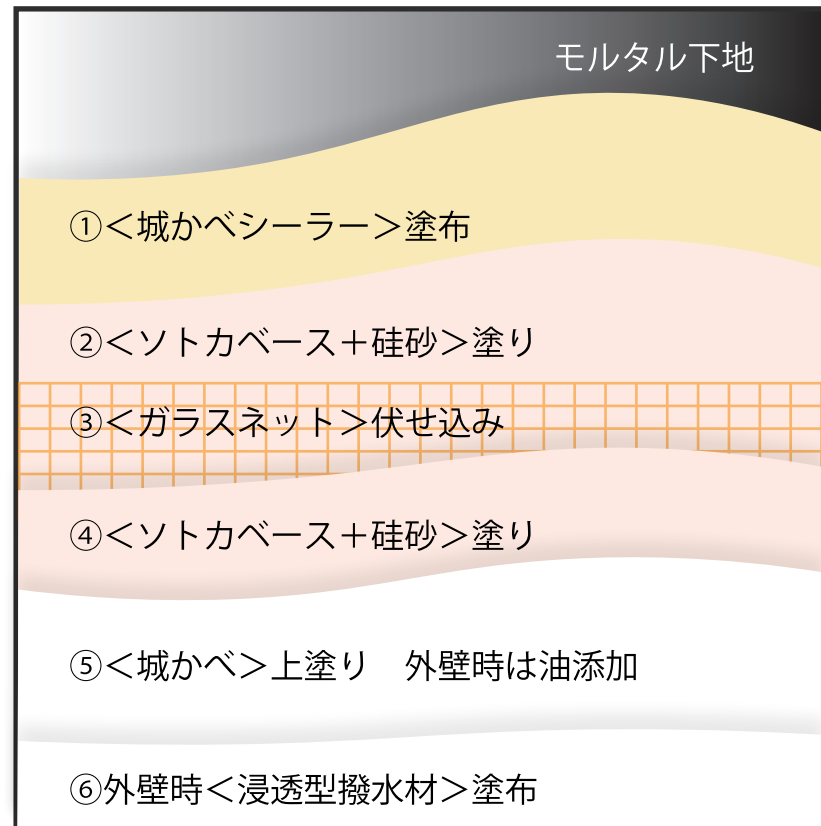 モルタル下地
①＜城かベシーラー＞塗布
②＜ソトカベース＋硅砂＞塗り
③＜ガラスネット＞伏せ込み
④＜ソトカベース＋硅砂＞塗り
⑤＜城かべ＞上塗り　外壁時は油添加
⑥外壁時＜浸透型撥水材＞塗布